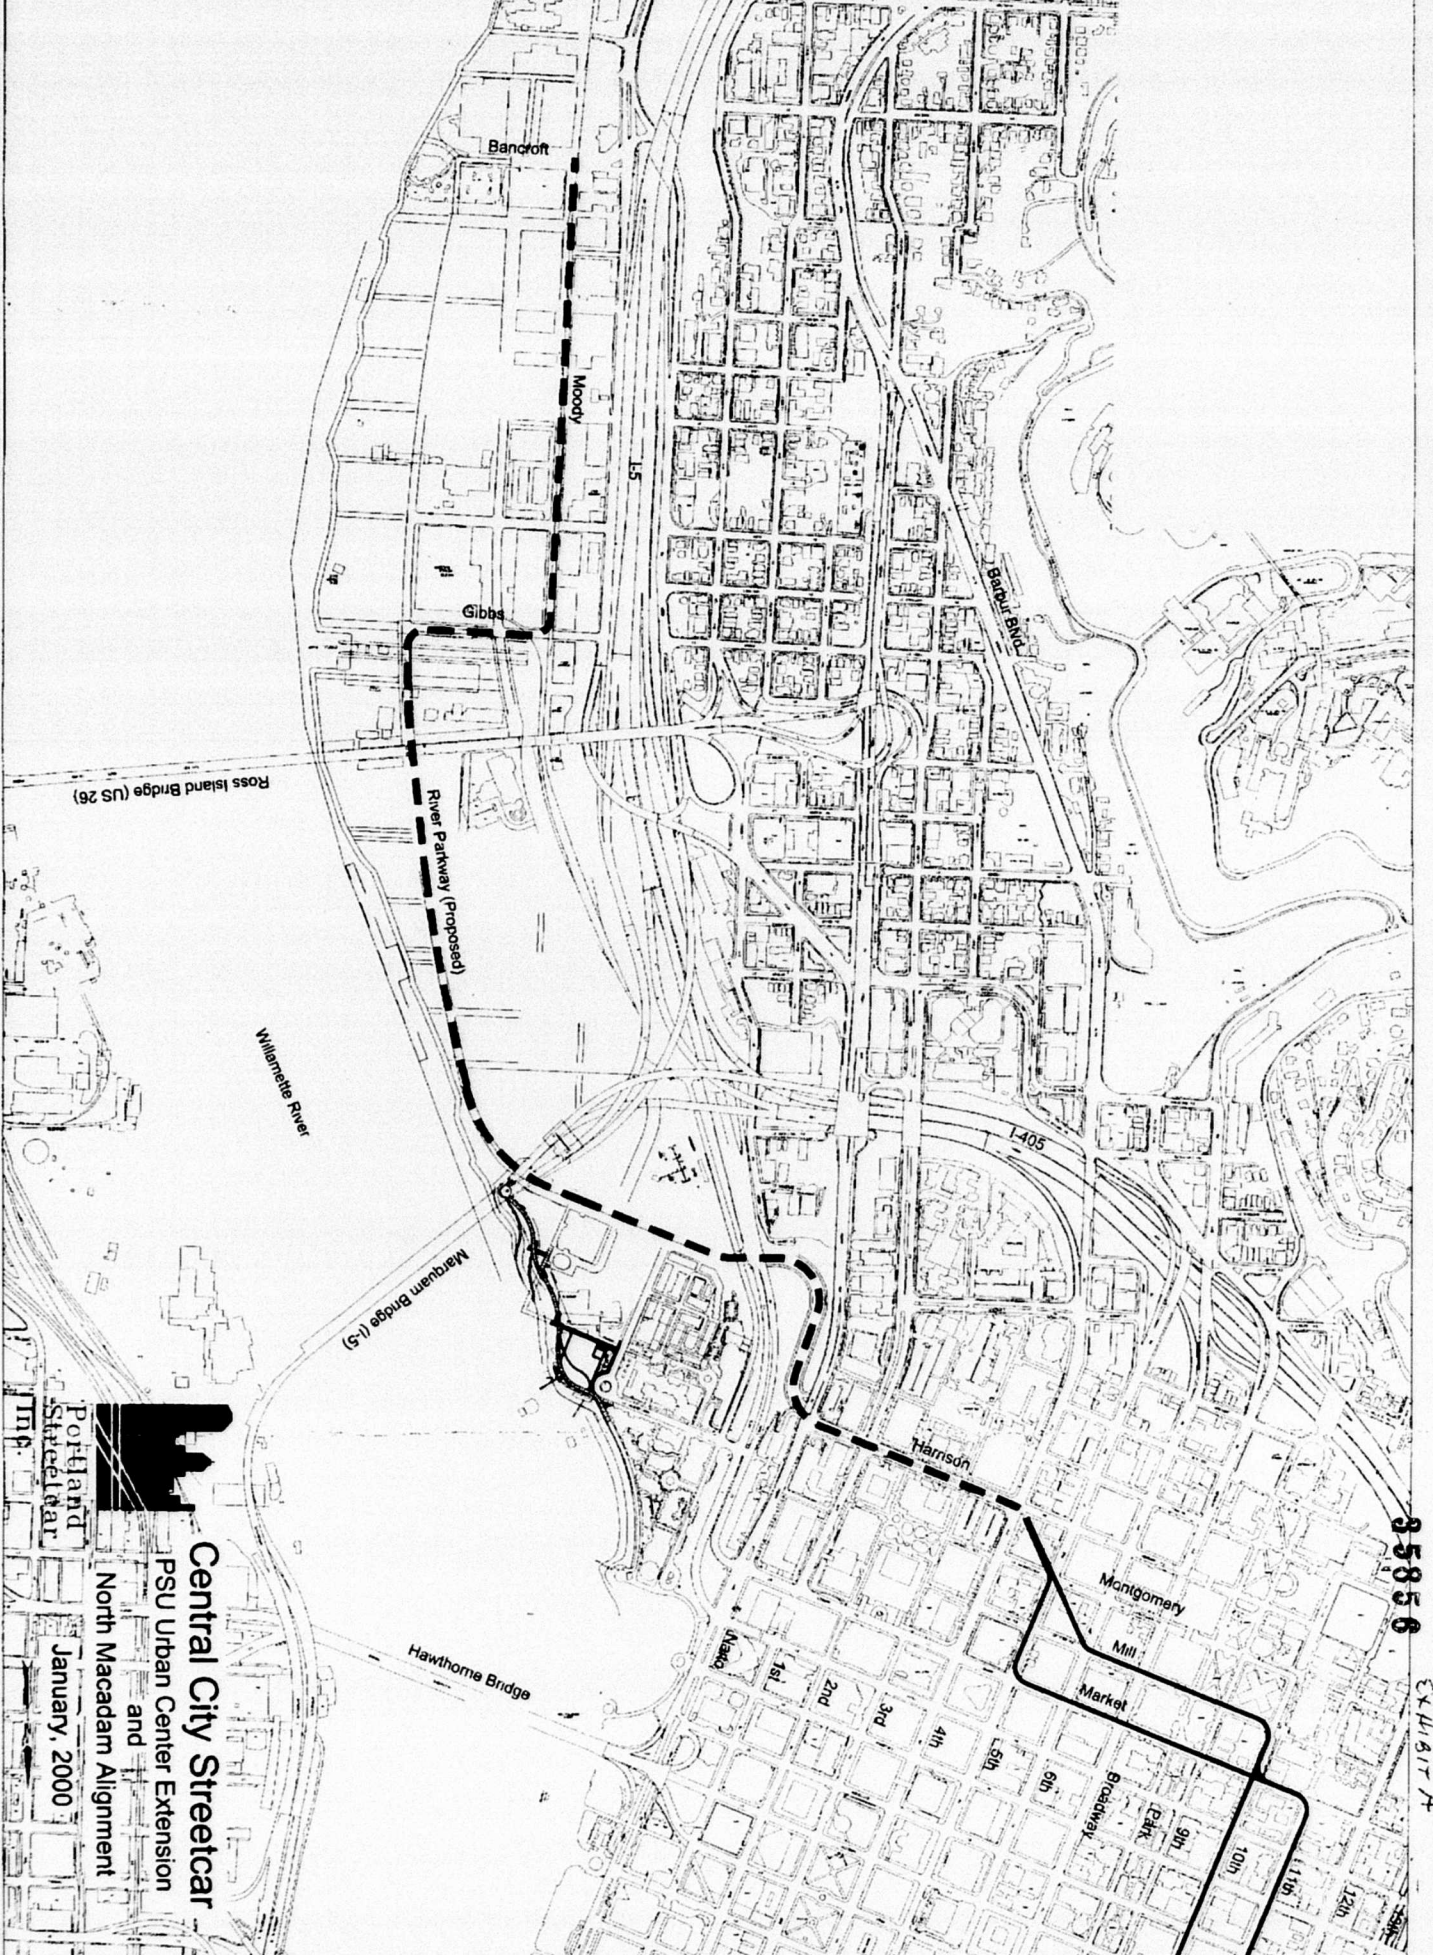 Bancroft
Moody
I-5
Gibbs
Barbur Blvd.
Ross Island Bridge (US 26)
River Parkway (Proposed)
Willamette River
I-405
Marquam Bridge (I-5)
Harrison
Montgomery
Mill
Market
Hawthorne Bridge
Naito
1st
2nd
3rd
4th
5th
6th
Broadway
Park
9th
10th
11th
12th
35856
EXHIBIT A
Portland
Streetcar
Inc.
Central City Streetcar
PSU Urban Center Extension
and
North Macadam Alignment
January, 2000